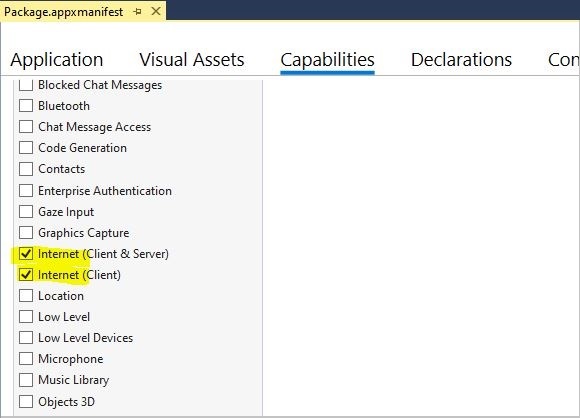 Package.appxmanifest
Application Visual Assets Capabilities Declarations Con
Blocked Chat Messages
Bluetooth
Chat Message Access
Code Generation
Contacts
Enterprise Authentication
Gaze Input
Graphics Capture
Internet (Client & Server)
Internet (Client)
Location
Low Level
Low Level Devices
Microphone
Music Library
Objects 3D